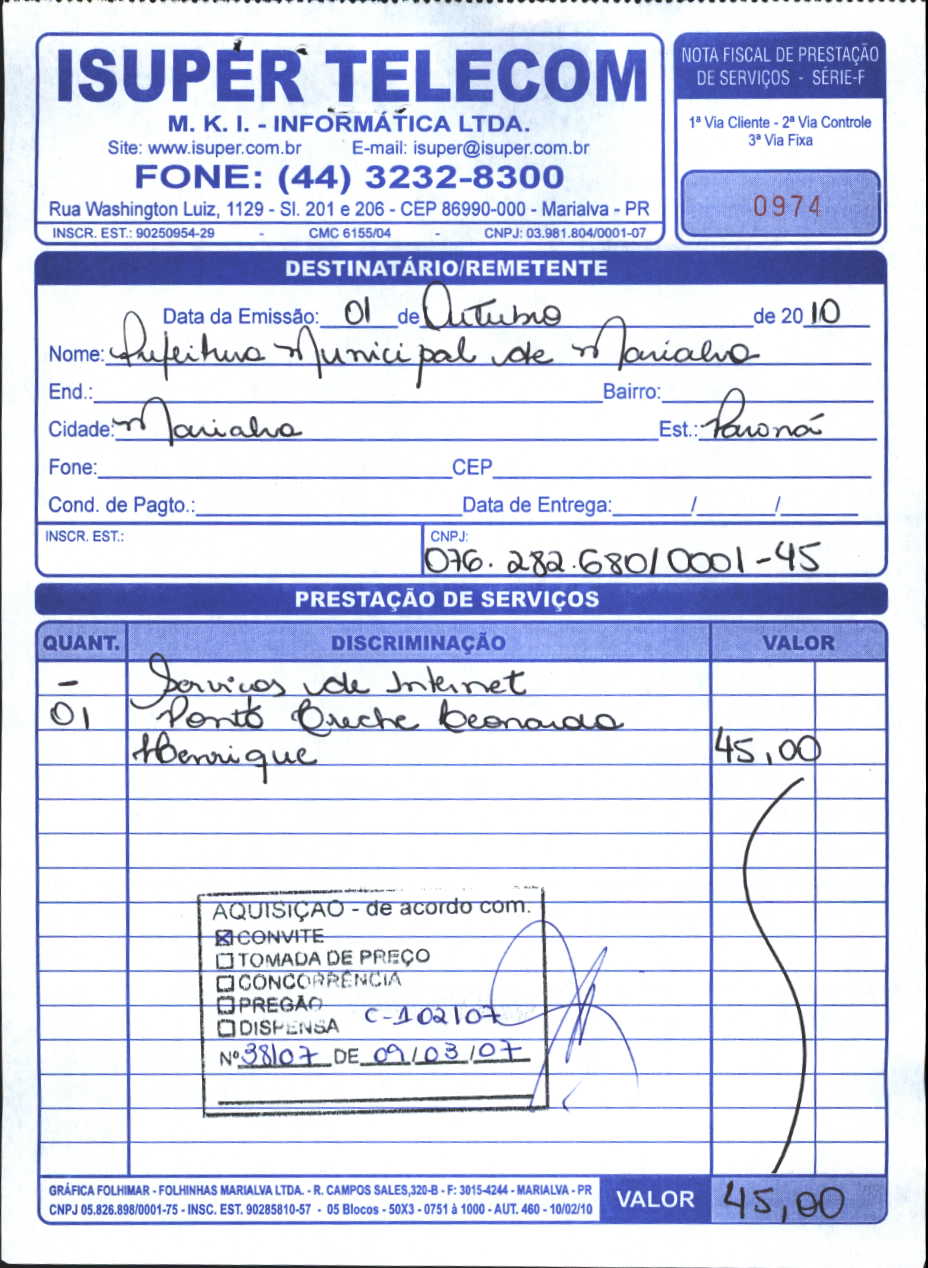 ISUPER TELECOM
M. K. I. - INFORMÁTICA LTDA.
Site: www.isuper.com.br E-mail: isuper@isuper.com.br
FONE: (44) 3232-8300
Rua Washington Luiz, 1129 - Sl. 201 e 206 - CEP 86990-000 - Marialva - PR
INSCR. EST.: 90250954-29 - CMC 6155/04 - CNPJ: 03.981.804/0001-07
NOTA FISCAL DE PRESTAÇÃO
DE SERVIÇOS - SÉRIE-F
1ª Via Cliente - 2ª Via Controle
3ª Via Fixa
0974
DESTINATÁRIO/REMETENTE
Data da Emissão: 01 de Outubro de 2010
Nome: Prefeitura Municipal de Marialva
End.: Bairro:
Cidade: Marialva Est.: Paraná
Fone: CEP
Cond. de Pagto.: Data de Entrega: / /
INSCR. EST.: CNPJ:
076.282.680/0001-45
PRESTAÇÃO DE SERVIÇOS
QUANT. DISCRIMINAÇÃO VALOR
- Serviços de Internet
01 Ponto Creche Leonardo
Henrique 45,00
AQUISIÇÃO - de acordo com.
☒ CONVITE
☐ TOMADA DE PREÇO
☐ CONCORRÊNCIA
☐ PREGÃO
☐ DISPENSA C-102/07
Nº 38/07 DE 09/03/07
GRÁFICA FOLHIMAR - FOLHINHAS MARIALVA LTDA. - R. CAMPOS SALES,320-B - F: 3015-4244 - MARIALVA - PR
CNPJ 05.826.898/0001-75 - INSC. EST. 90285810-57 - 05 Blocos - 50X3 - 0751 à 1000 - AUT. 460 - 10/02/10
VALOR 45,00